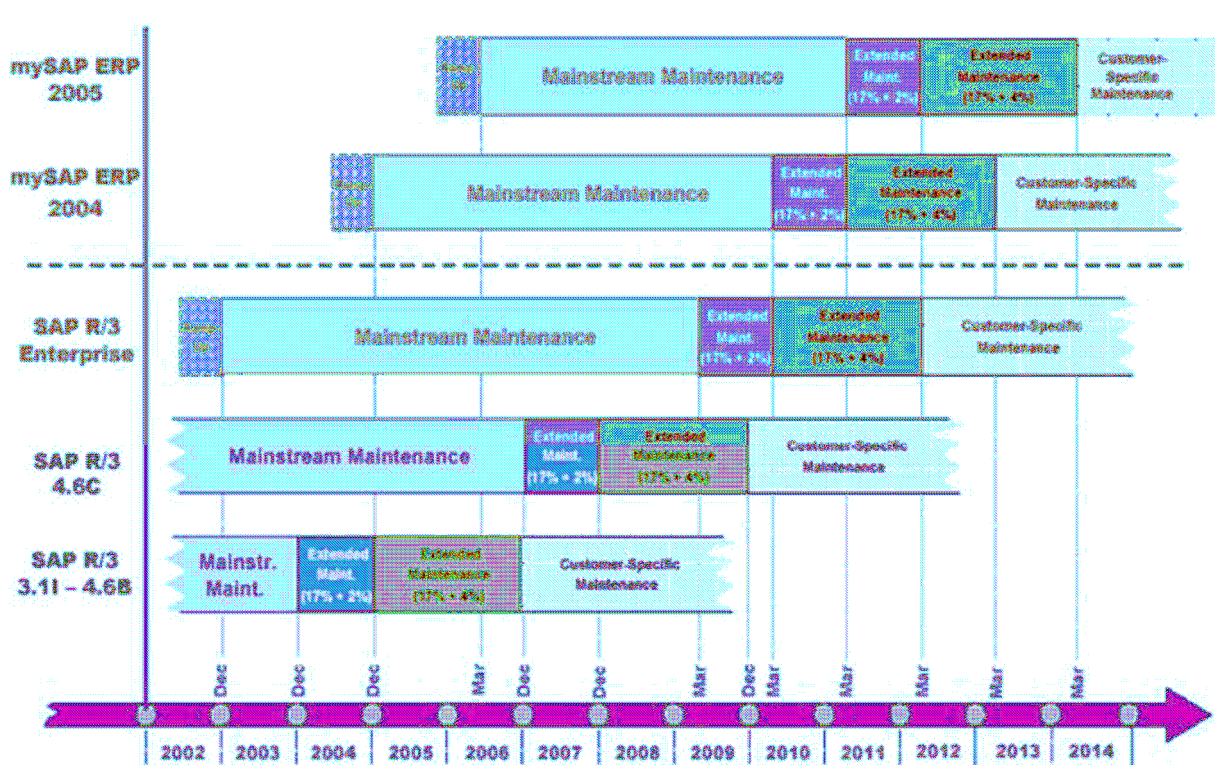 mySAP ERP
2005
Mainstream Maintenance
Extended
Maint.
(17% + 2%)
Extended
Maintenance
(17% + 4%)
Customer-
Specific
Maintenance
mySAP ERP
2004
Mainstream Maintenance
Extended
Maint.
(17% + 2%)
Extended
Maintenance
(17% + 4%)
Customer-Specific
Maintenance
SAP R/3
Enterprise
Mainstream Maintenance
Extended
Maint.
(17% + 2%)
Extended
Maintenance
(17% + 4%)
Customer-Specific
Maintenance
SAP R/3
4.6C
Mainstream Maintenance
Extended
Maint.
(17% + 2%)
Extended
Maintenance
(17% + 4%)
Customer-Specific
Maintenance
SAP R/3
3.1I – 4.6B
Mainstr.
Maint.
Extended
Maint.
(17% + 2%
Extended
Maintenance
(17% + 4%)
Customer-Specific
Maintenance
Dec Dec Dec Mar Dec Dec Mar Dec Mar Mar Mar Mar Mar
2002 2003 2004 2005 2006 2007 2008 2009 2010 2011 2012 2013 2014